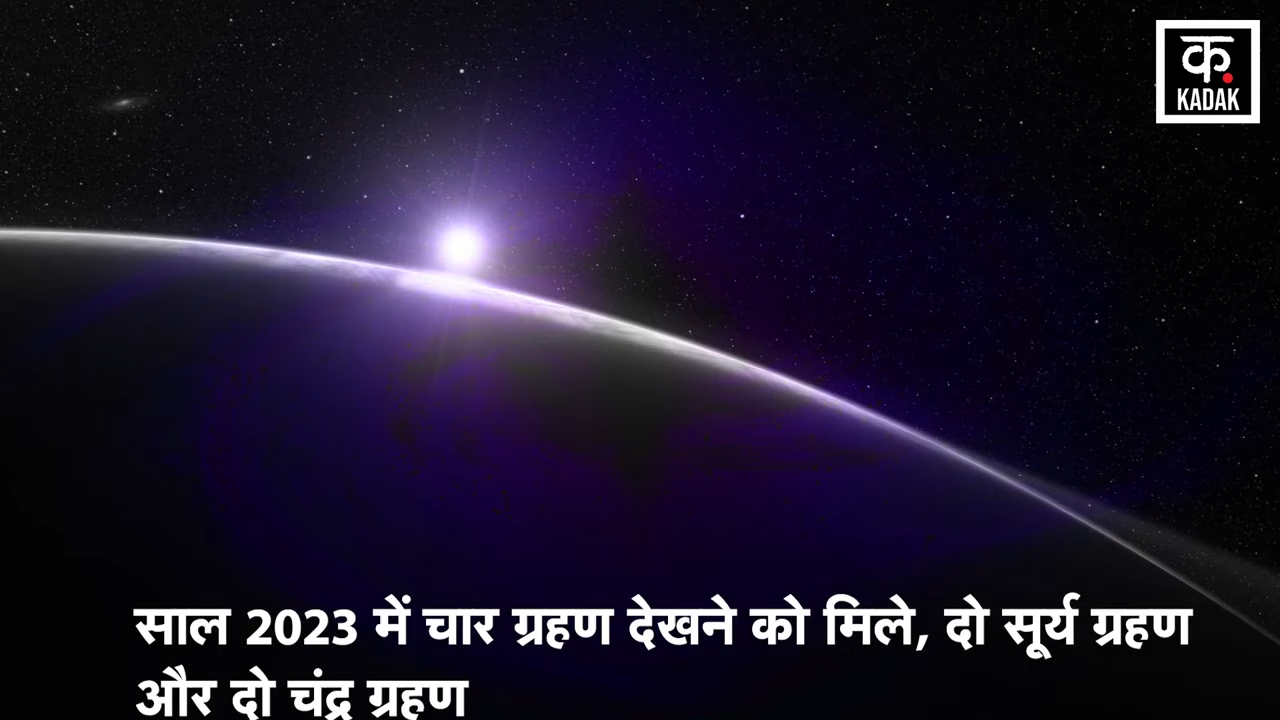 क.
KADAK
साल 2023 में चार ग्रहण देखने को मिले, दो सूर्य ग्रहण
और दो चंद्र ग्रहण